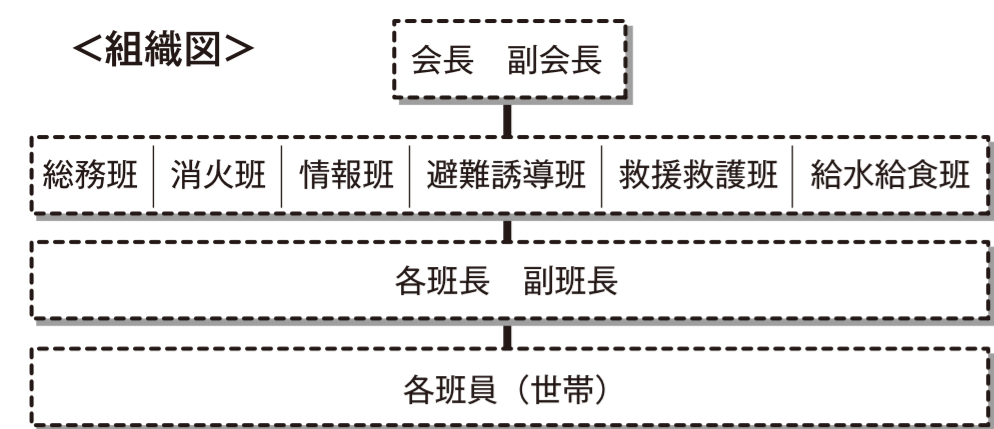 ＜組織図＞
会長　副会長
総務班 消火班 情報班 避難誘導班 救援救護班 給水給食班
各班長　副班長
各班員（世帯）